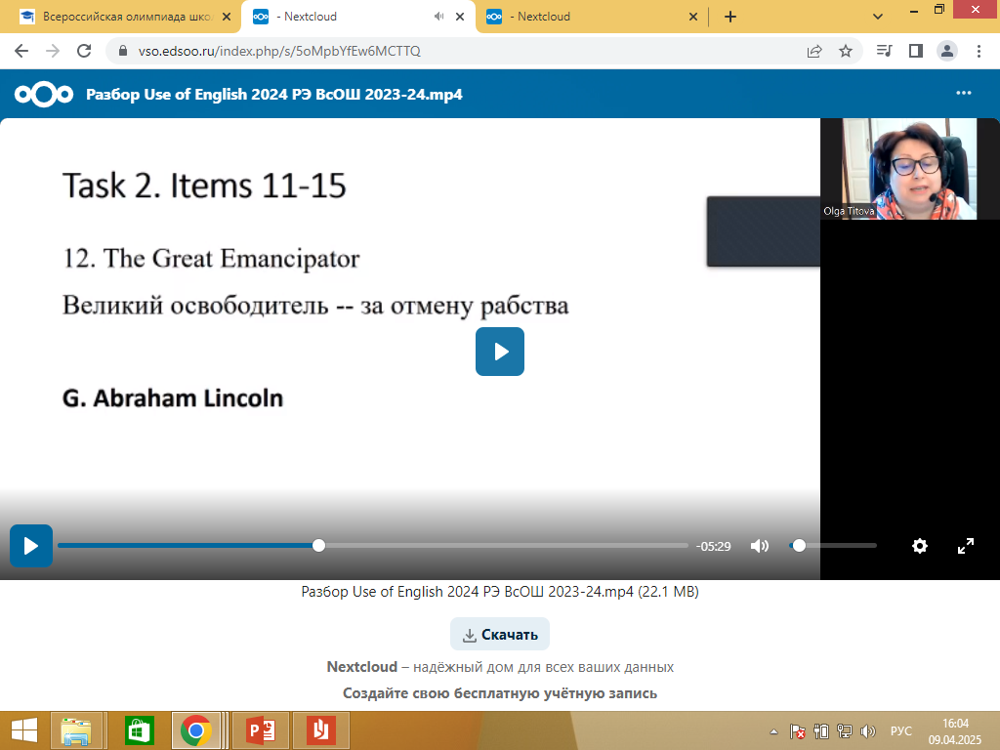 Всероссийская олимпиада шко
- Nextcloud
- Nextcloud
vso.edsoo.ru/index.php/s/5oMpbYfEw6MCTTQ
Разбор Use of English 2024 РЭ ВсОШ 2023-24.mp4
Task 2. Items 11-15
12. The Great Emancipator
Великий освободитель -- за отмену рабства
G. Abraham Lincoln
Olga Titova
-05:29
Разбор Use of English 2024 РЭ ВсОШ 2023-24.mp4 (22.1 MB)
Скачать
Nextcloud – надёжный дом для всех ваших данных
Создайте свою бесплатную учётную запись
РУС
16:04
09.04.2025